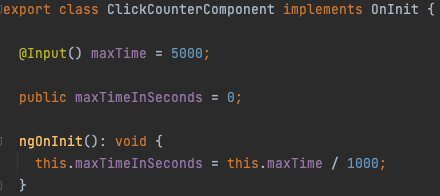 export class ClickCounterComponent implements OnInit {
@Input() maxTime = 5000;
public maxTimeInSeconds = 0;
ngOnInit(): void {
this.maxTimeInSeconds = this.maxTime / 1000;
}